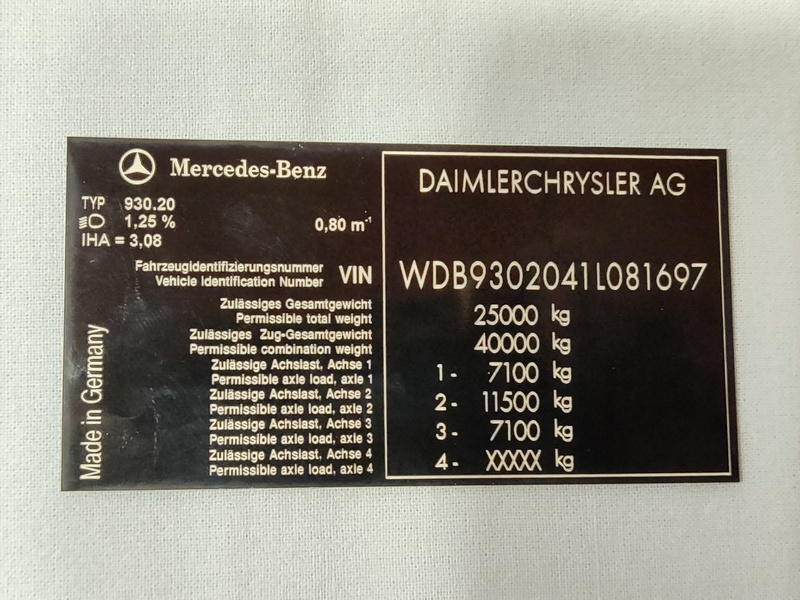 Mercedes-Benz
TYP 930.20
1,25 % 0,80 m⁻¹
IHA = 3,08
DAIMLERCHRYSLER AG
Fahrzeugidentifizierungsnummer
Vehicle Identification Number
VIN WDB9302041L081697
Zulässiges Gesamtgewicht
Permissible total weight
25000 kg
Zulässiges Zug-Gesamtgewicht
Permissible combination weight
40000 kg
Zulässige Achslast, Achse 1
Permissible axle load, axle 1
1 - 7100 kg
Zulässige Achslast, Achse 2
Permissible axle load, axle 2
2 - 11500 kg
Zulässige Achslast, Achse 3
Permissible axle load, axle 3
3 - 7100 kg
Zulässige Achslast, Achse 4
Permissible axle load, axle 4
4 - XXXXX kg
Made in Germany